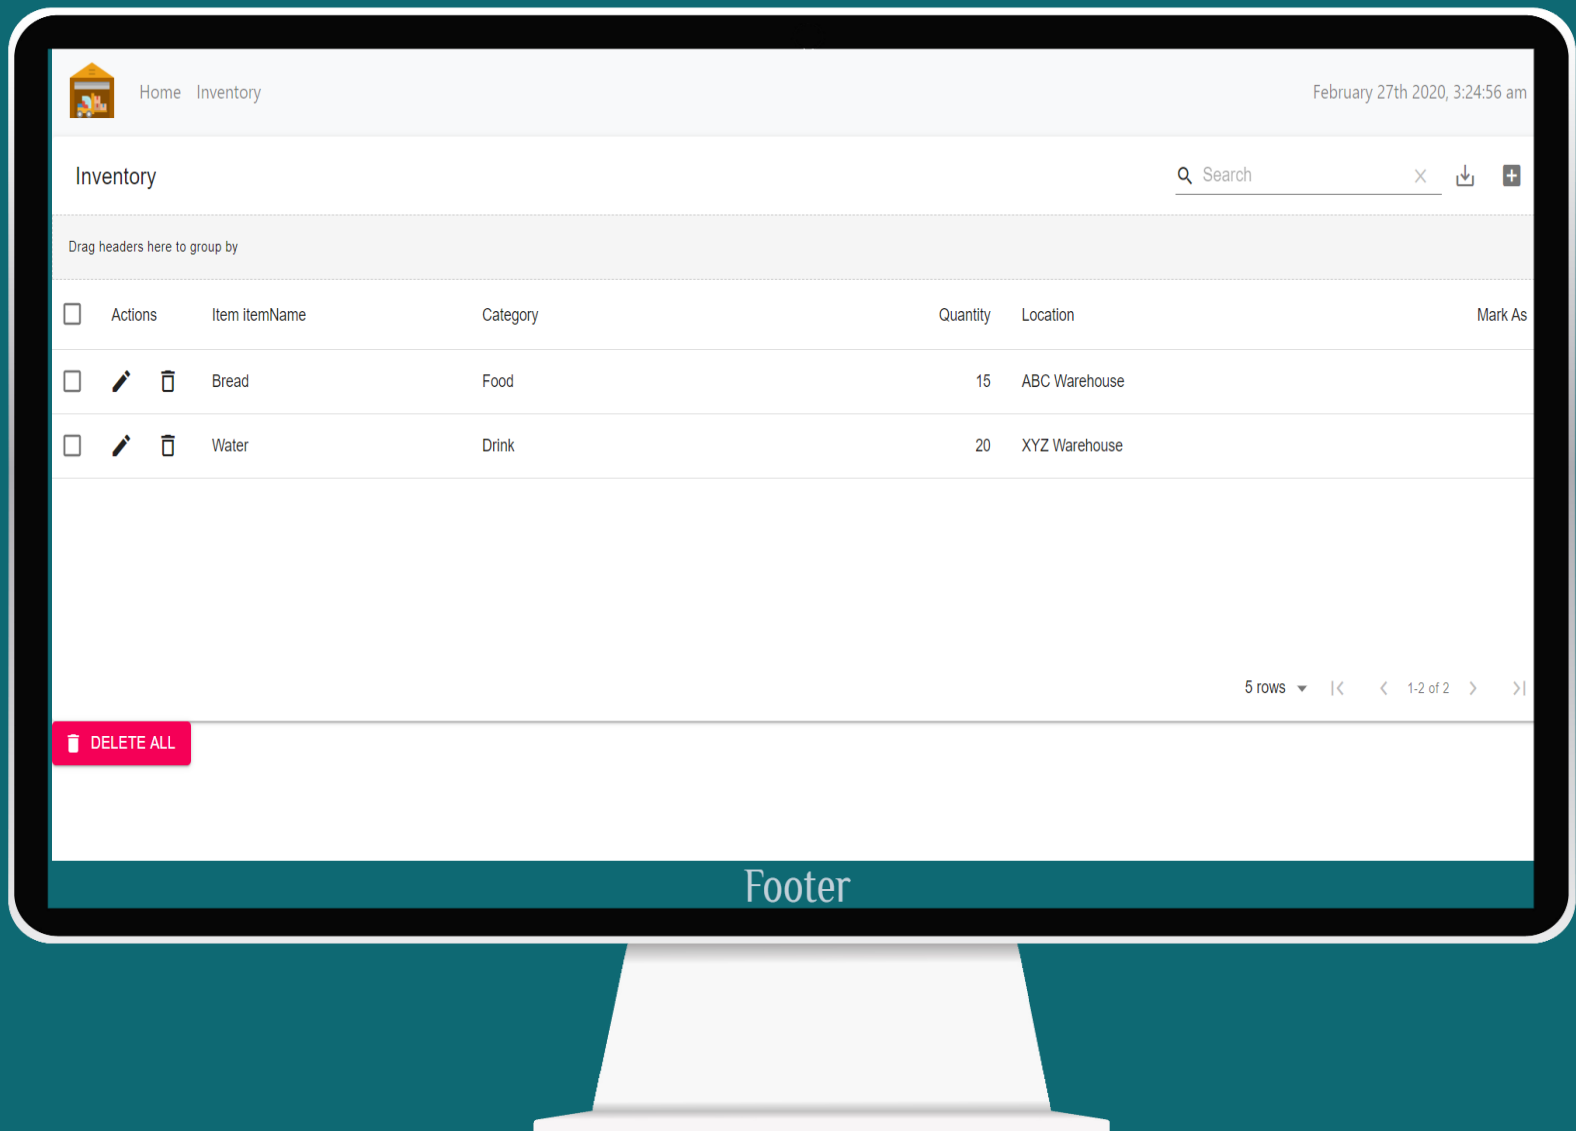 Home Inventory February 27th 2020, 3:24:56 am
Inventory Search
Drag headers here to group by
Actions Item itemName Category Quantity Location Mark As
Bread Food 15 ABC Warehouse
Water Drink 20 XYZ Warehouse
5 rows 1-2 of 2
DELETE ALL
Footer